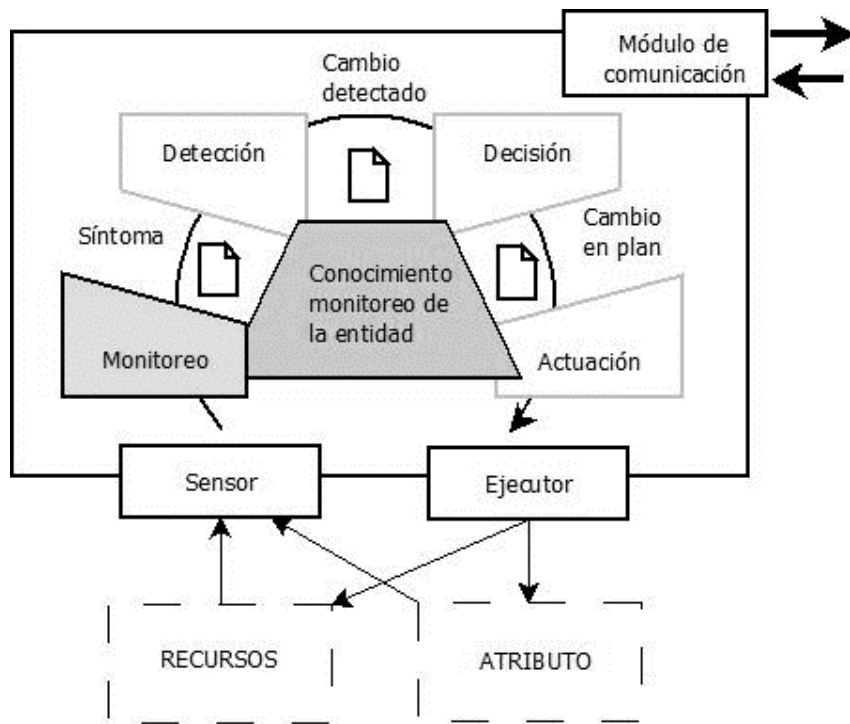 Módulo de
comunicación
Cambio
detectado
Detección
Decisión
Síntoma
Cambio
en plan
Conocimiento
monitoreo de
la entidad
Monitoreo
Actuación
Sensor
Ejecutor
RECURSOS
ATRIBUTO